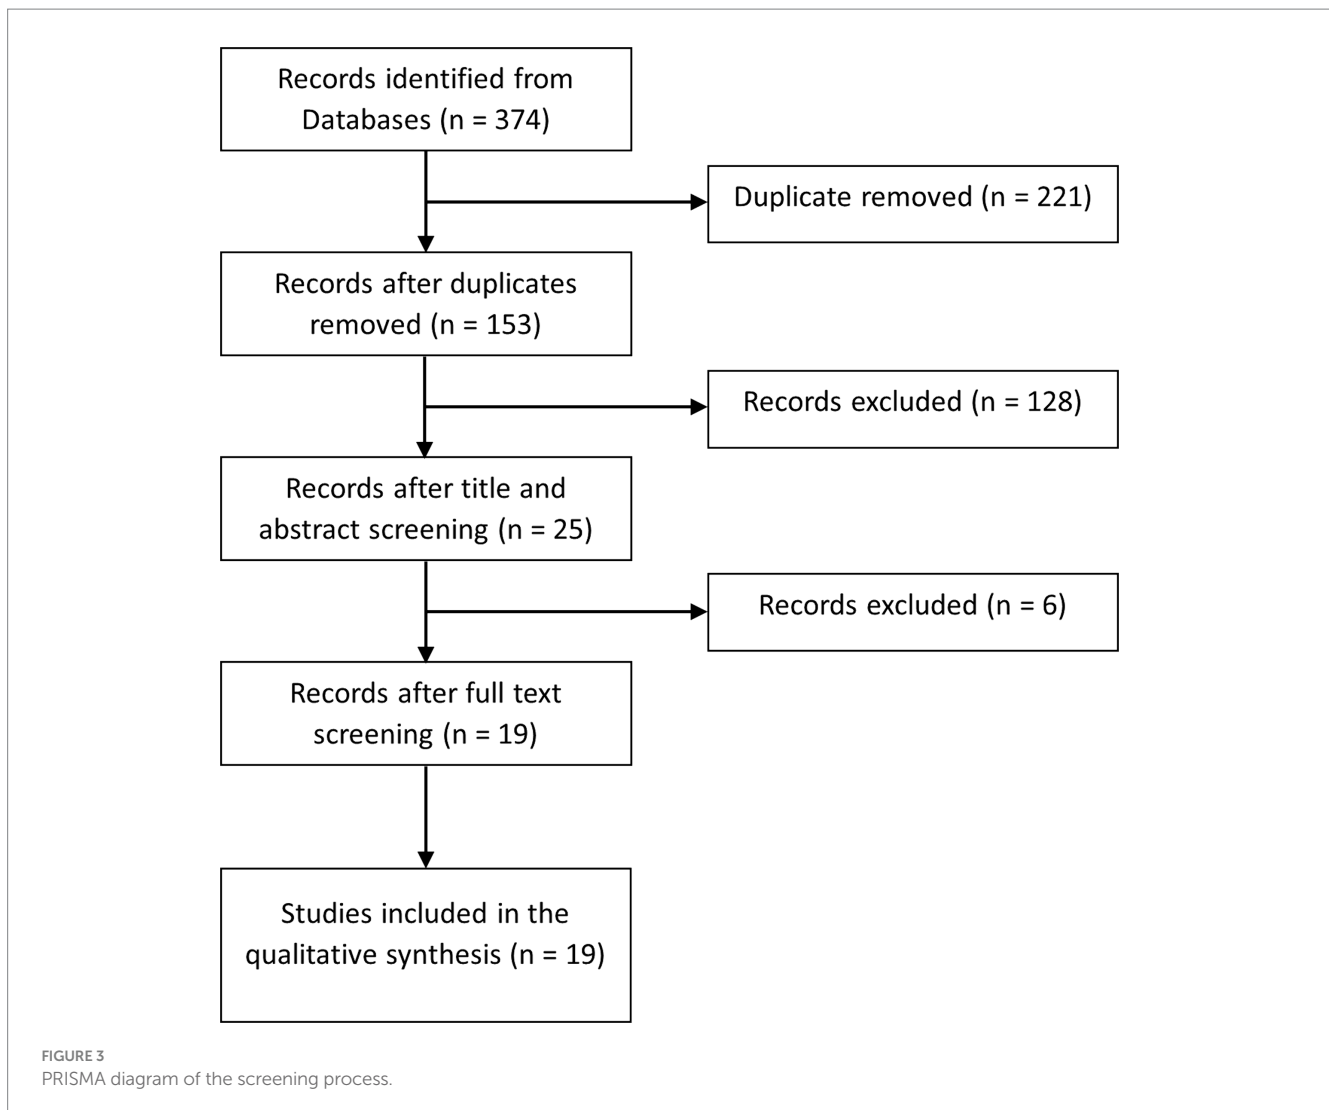 Records identified from
Databases (n = 374)
Duplicate removed (n = 221)
Records after duplicates
removed (n = 153)
Records excluded (n = 128)
Records after title and
abstract screening (n = 25)
Records excluded (n = 6)
Records after full text
screening (n = 19)
Studies included in the
qualitative synthesis (n = 19)
FIGURE 3
PRISMA diagram of the screening process.